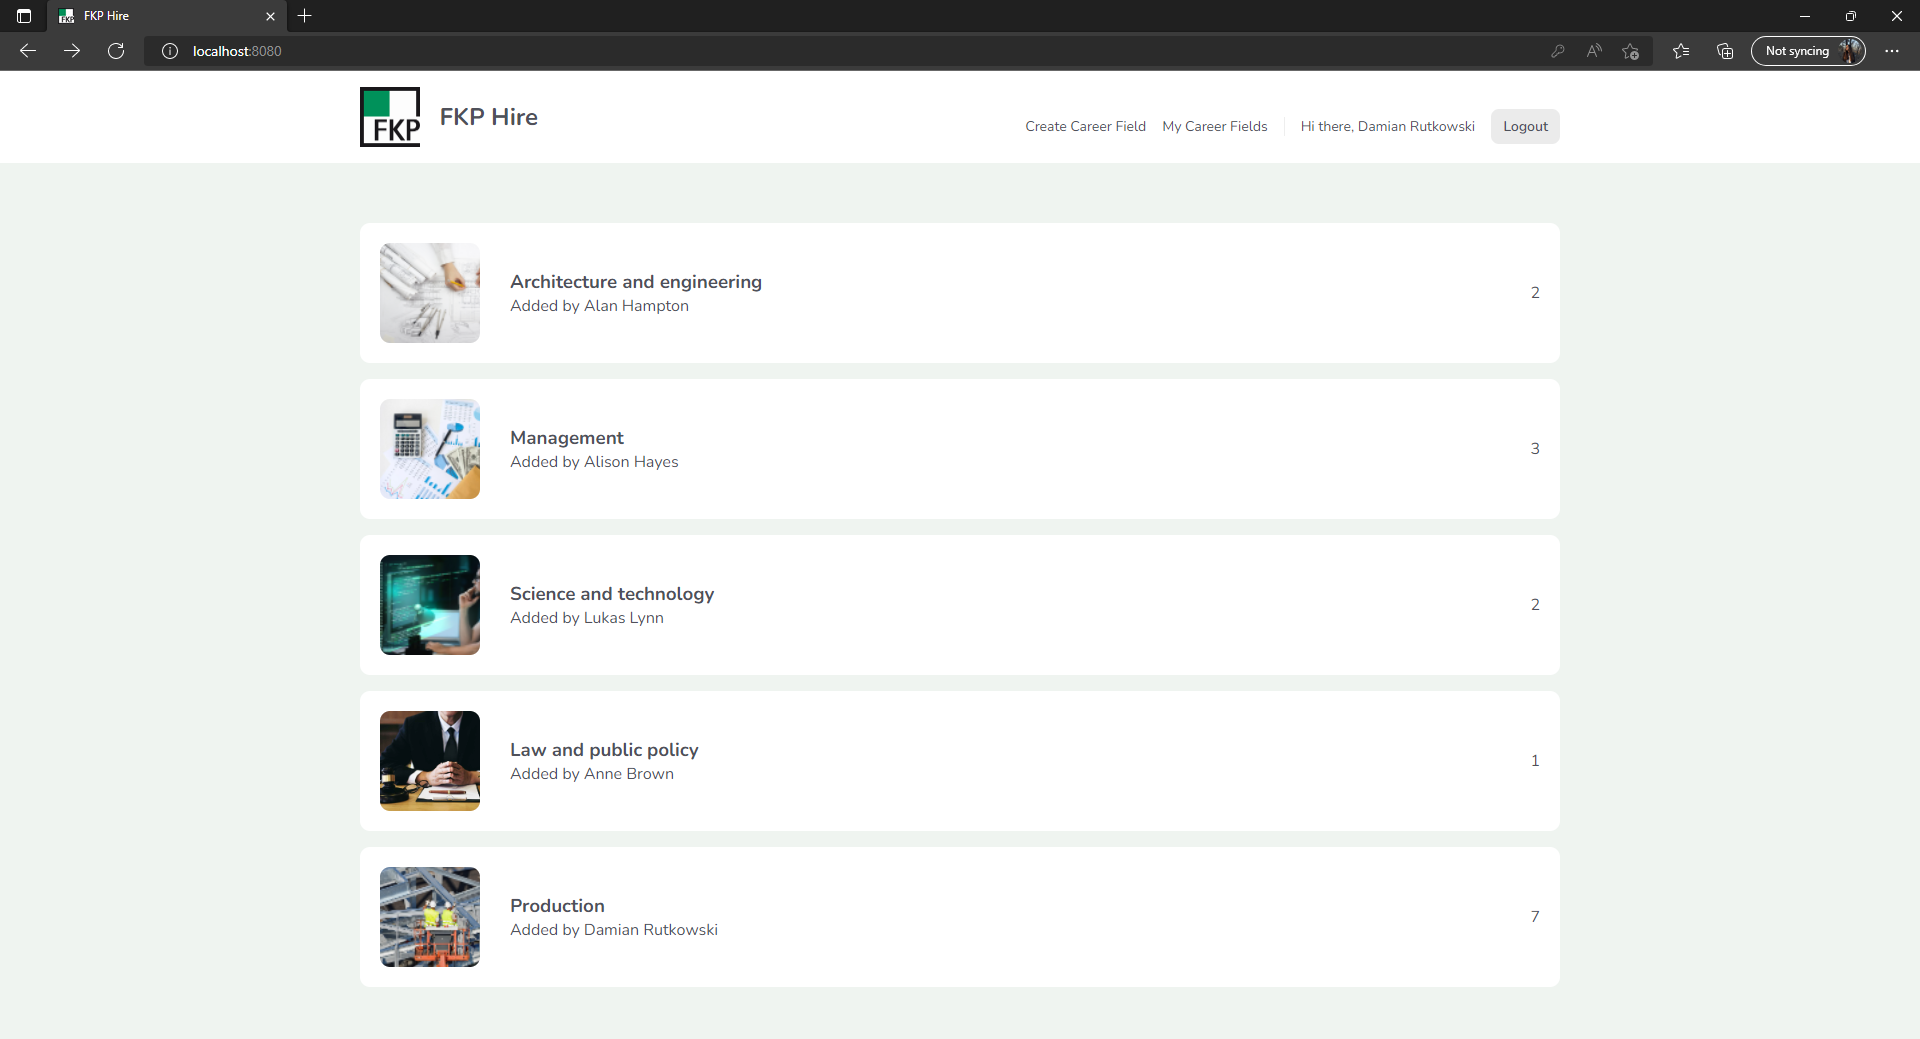 FKP Hire
localhost:8080
Not syncing
FKP
FKP Hire
Create Career Field
My Career Fields
Hi there, Damian Rutkowski
Logout
Architecture and engineering
Added by Alan Hampton
2
Management
Added by Alison Hayes
3
Science and technology
Added by Lukas Lynn
2
Law and public policy
Added by Anne Brown
1
Production
Added by Damian Rutkowski
7